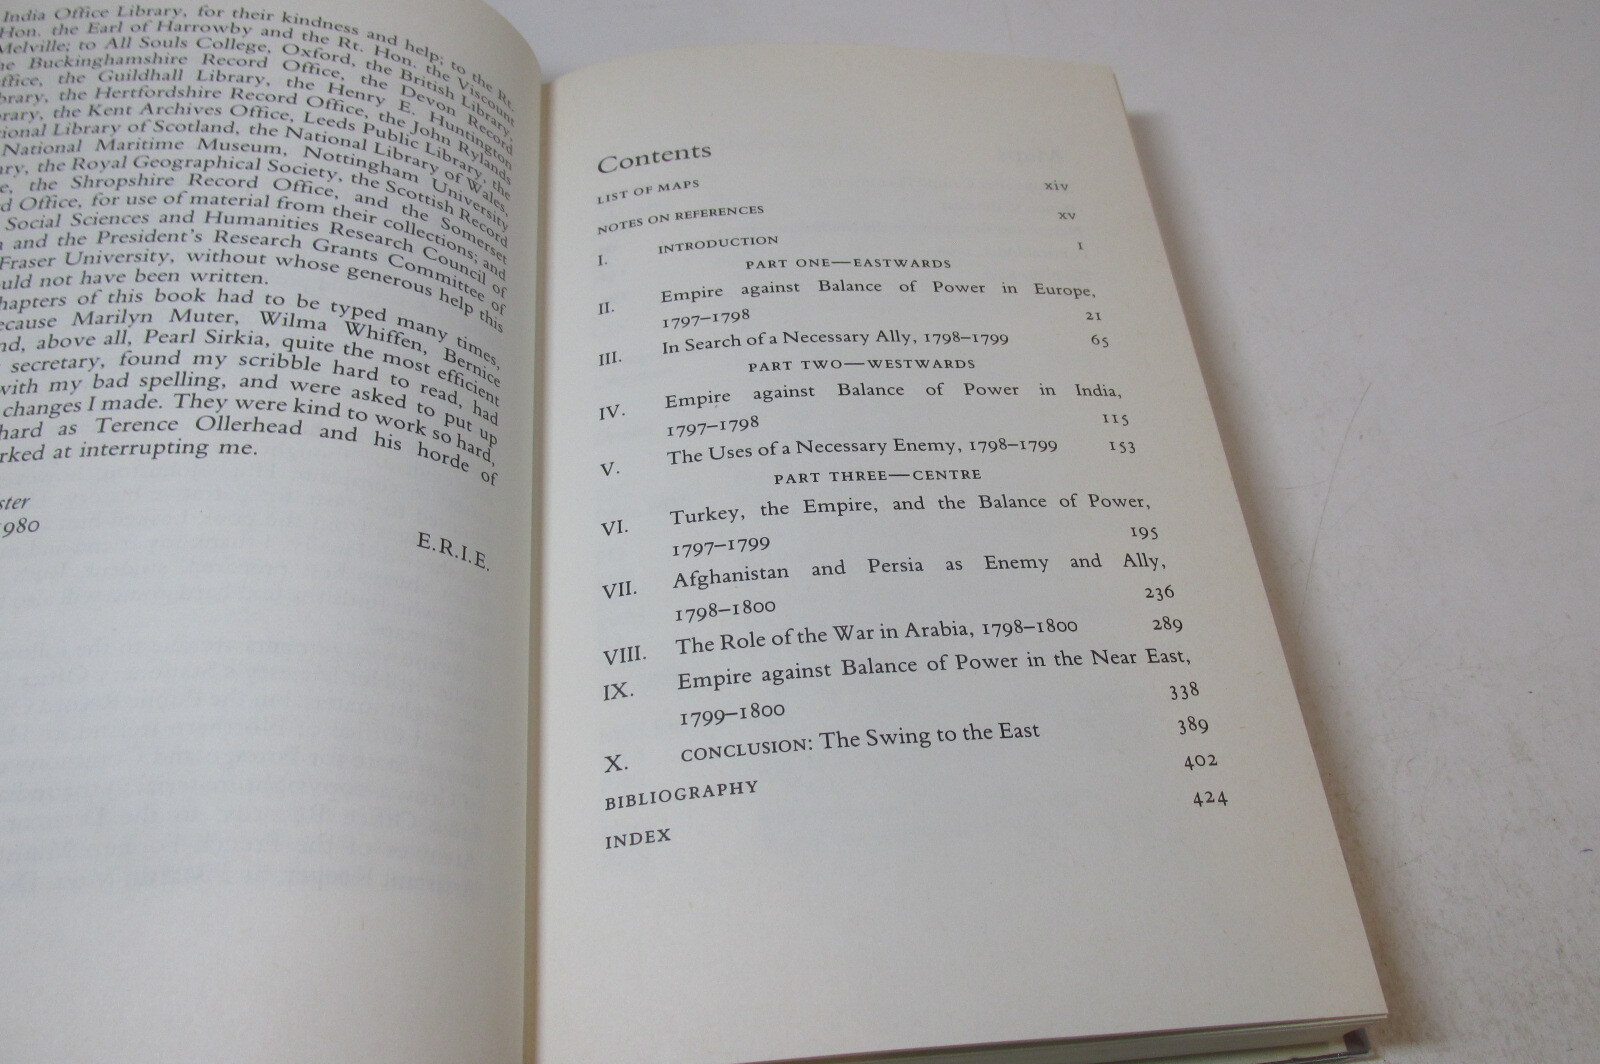 India Office Library, for their kindness and help; to the Rt.
Hon. the Earl of Harrowby and the Rt. Hon. the Viscount
Melville; to All Souls College, Oxford, the British Library,
Buckinghamshire Record Office, the Devon Record
the Guildhall Library, the Henry E. Huntington
the Hertfordshire Record Office, the John Rylands
the Kent Archives Office, Leeds Public Library, the
Library of Scotland, the National Library of Wales,
National Maritime Museum, Nottingham University
the Royal Geographical Society, the Scottish Record
the Shropshire Record Office, and the Somerset
Office, for use of material from their collections; and
Social Sciences and Humanities Research Council of
and the President's Research Grants Committee of
Fraser University, without whose generous help this
not have been written.
of this book had to be typed many times,
Marilyn Muter, Wilma Whiffen, Bernice
above all, Pearl Sirkia, quite the most efficient
secretary, found my scribble hard to read, had
with my bad spelling, and were asked to put up
changes I made. They were kind to work so hard,
hard as Terence Ollerhead and his horde of
at interrupting me.
1980
E.R.I.E.
Contents
LIST OF MAPS xiv
NOTES ON REFERENCES xv
I. INTRODUCTION 1
PART ONE—EASTWARDS
II. Empire against Balance of Power in Europe,
1797–1798 21
III. In Search of a Necessary Ally, 1798–1799 65
PART TWO—WESTWARDS
IV. Empire against Balance of Power in India,
1797–1798 115
V. The Uses of a Necessary Enemy, 1798–1799 153
PART THREE—CENTRE
VI. Turkey, the Empire, and the Balance of Power,
1797–1799 195
VII. Afghanistan and Persia as Enemy and Ally,
1798–1800 236
VIII. The Role of the War in Arabia, 1798–1800 289
IX. Empire against Balance of Power in the Near East,
1799–1800 338
X. CONCLUSION: The Swing to the East 389
BIBLIOGRAPHY 402
INDEX 424